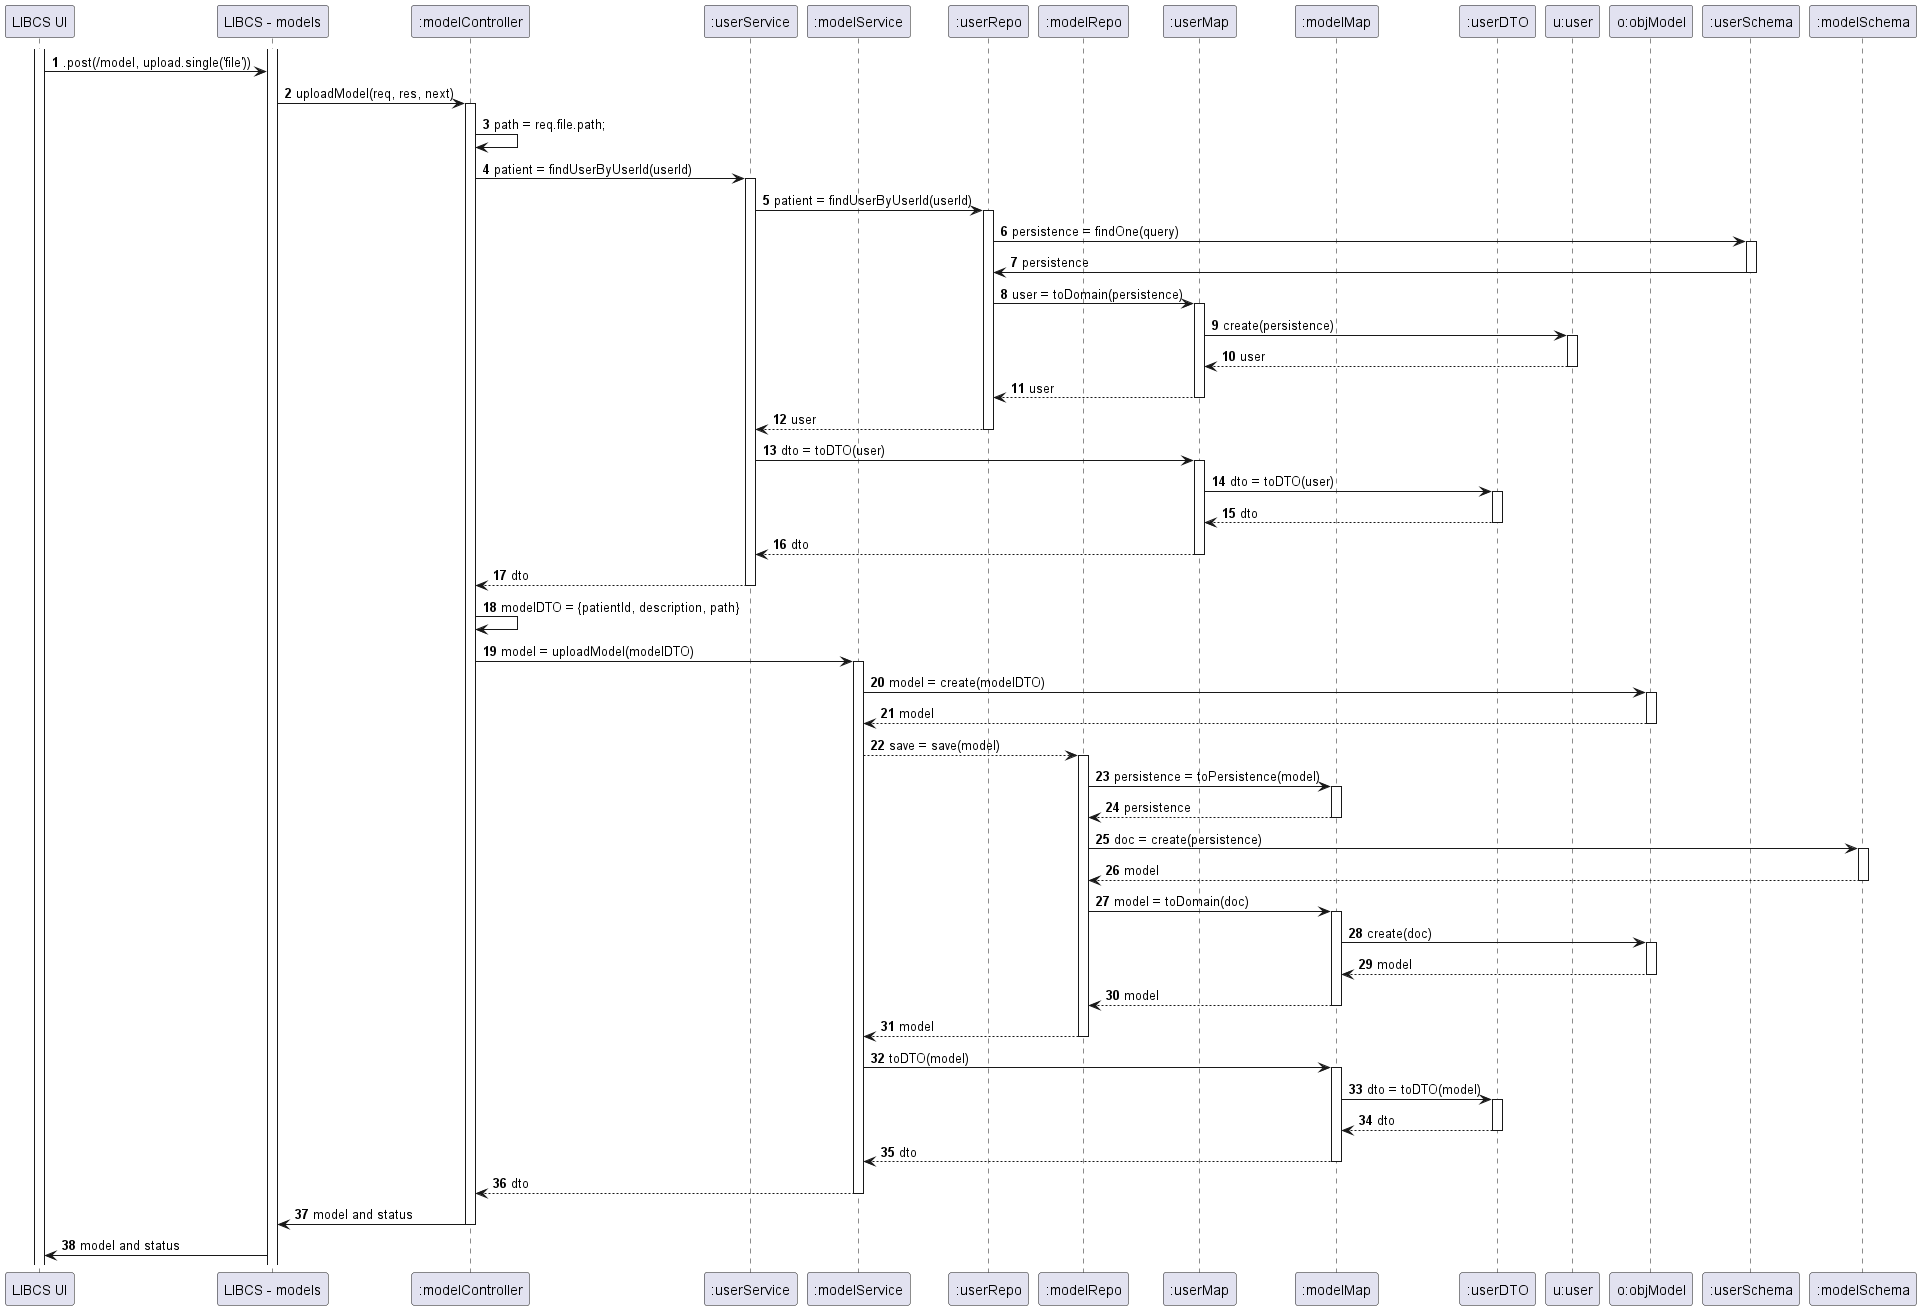 LIBCS UI
LIBCS - models
:modelController
:userService
:modelService
:userRepo
:modelRepo
:userMap
:modelMap
:userDTO
u:user
o:objModel
:userSchema
:modelSchema
1 .post(/model, upload.single('file'))
2 uploadModel(req, res, next)
3 path = req.file.path;
4 patient = findUserByUserId(userId)
5 patient = findUserByUserId(userId)
6 persistence = findOne(query)
7 persistence
8 user = toDomain(persistence)
9 create(persistence)
10 user
11 user
12 user
13 dto = toDTO(user)
14 dto = toDTO(user)
15 dto
16 dto
17 dto
18 modelDTO = {patientId, description, path}
19 model = uploadModel(modelDTO)
20 model = create(modelDTO)
21 model
22 save = save(model)
23 persistence = toPersistence(model)
24 persistence
25 doc = create(persistence)
26 model
27 model = toDomain(doc)
28 create(doc)
29 model
30 model
31 model
32 toDTO(model)
33 dto = toDTO(model)
34 dto
35 dto
36 dto
37 model and status
38 model and status
LIBCS UI
LIBCS - models
:modelController
:userService
:modelService
:userRepo
:modelRepo
:userMap
:modelMap
:userDTO
u:user
o:objModel
:userSchema
:modelSchema